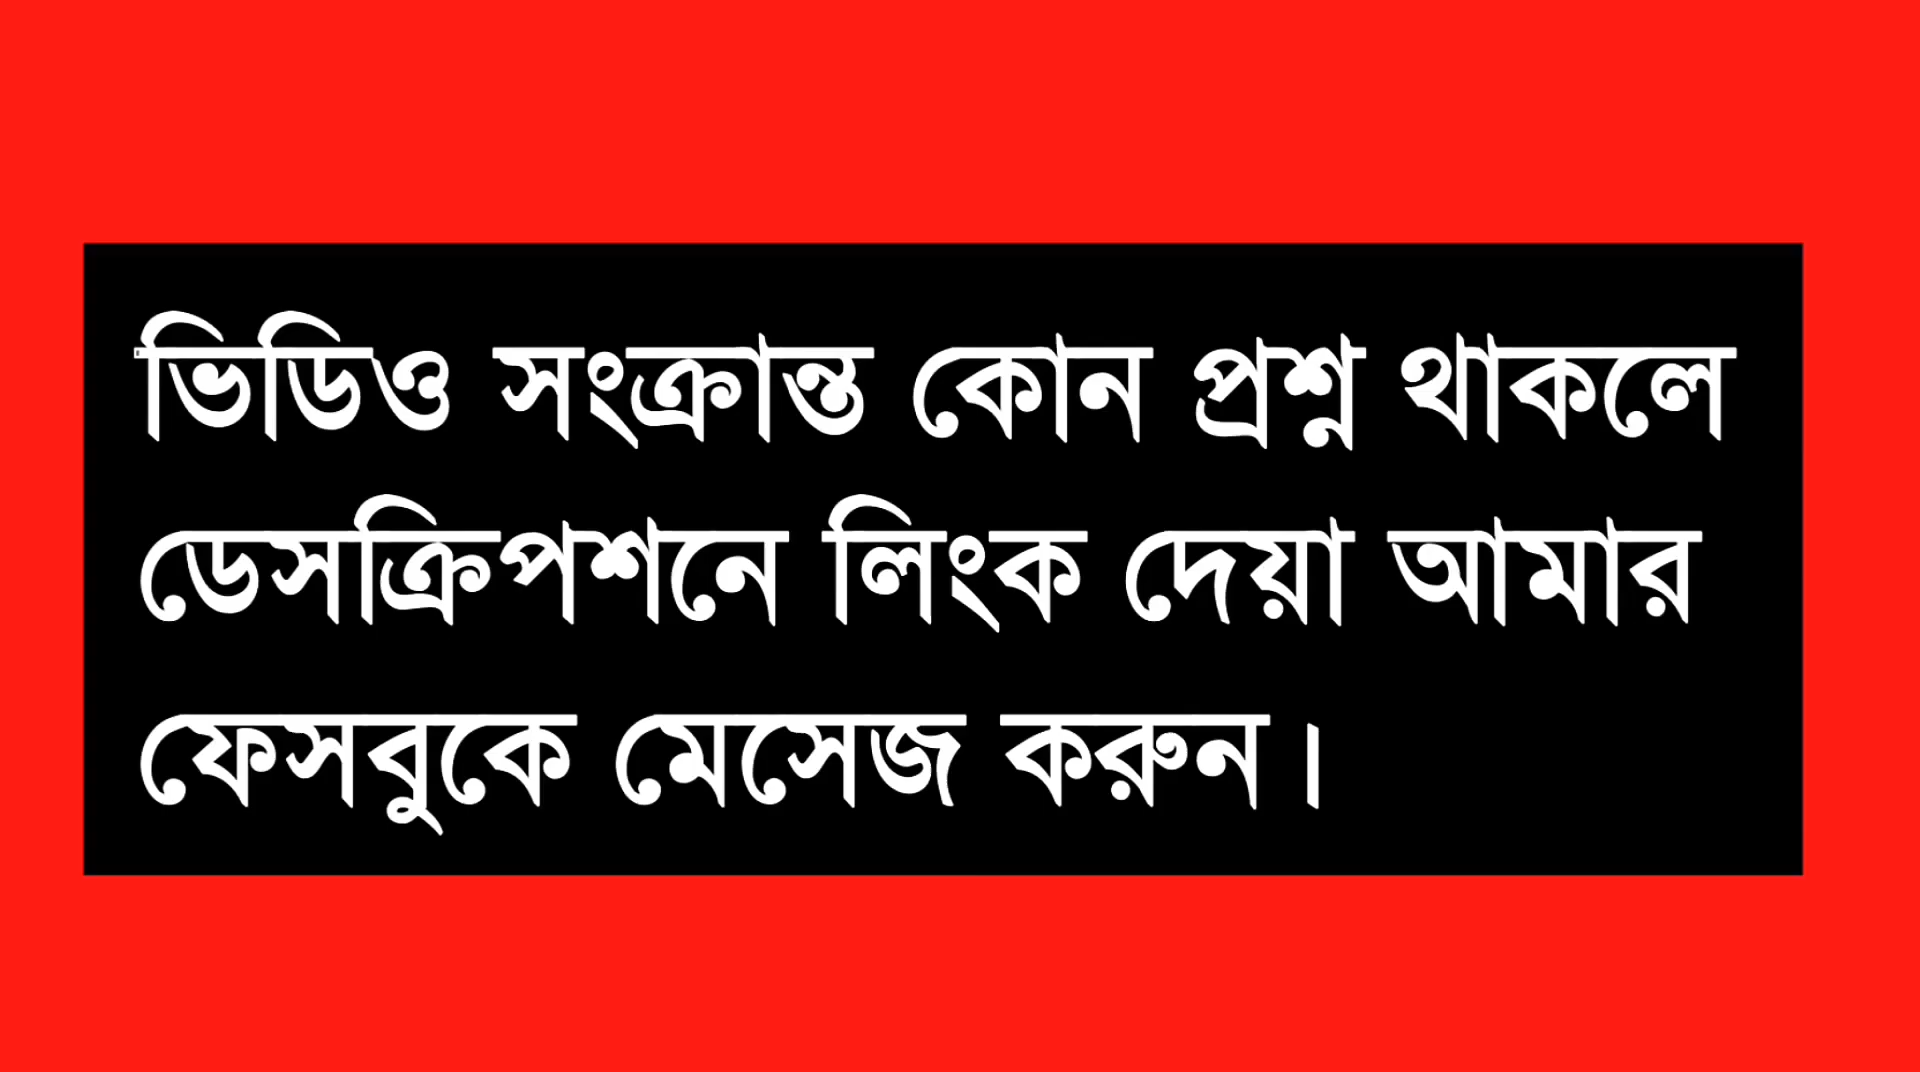 ভিডিও সংক্রান্ত কোন প্রশ্ন থাকলে
ডেসক্রিপশনে লিংক দেয়া আমার
ফেসবুকে মেসেজ করুন।